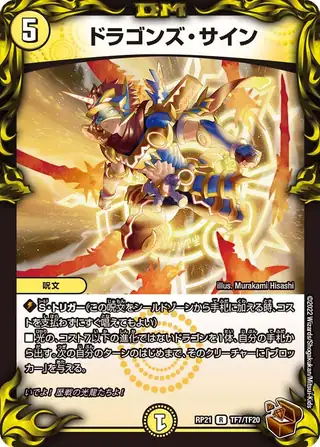 5
DM
ドラゴンズ・サイン
illus. Murakami Hisashi
呪文
S・トリガー(この呪文をシールドゾーンから手札に加える時、コス
トを支払わずにすぐ唱えてもよい)
■光の、コスト7以下の進化ではないドラゴンを1体、自分の手札か
ら出す。次の自分のターンのはじめまで、そのクリーチャーに「ブロッ
カー」を与える。
いでよ!歴戦の光龍たちよ!
1
RP21 R TF7/TF20
©2022 Wizards/Shogakukan/Mitsui-Kids